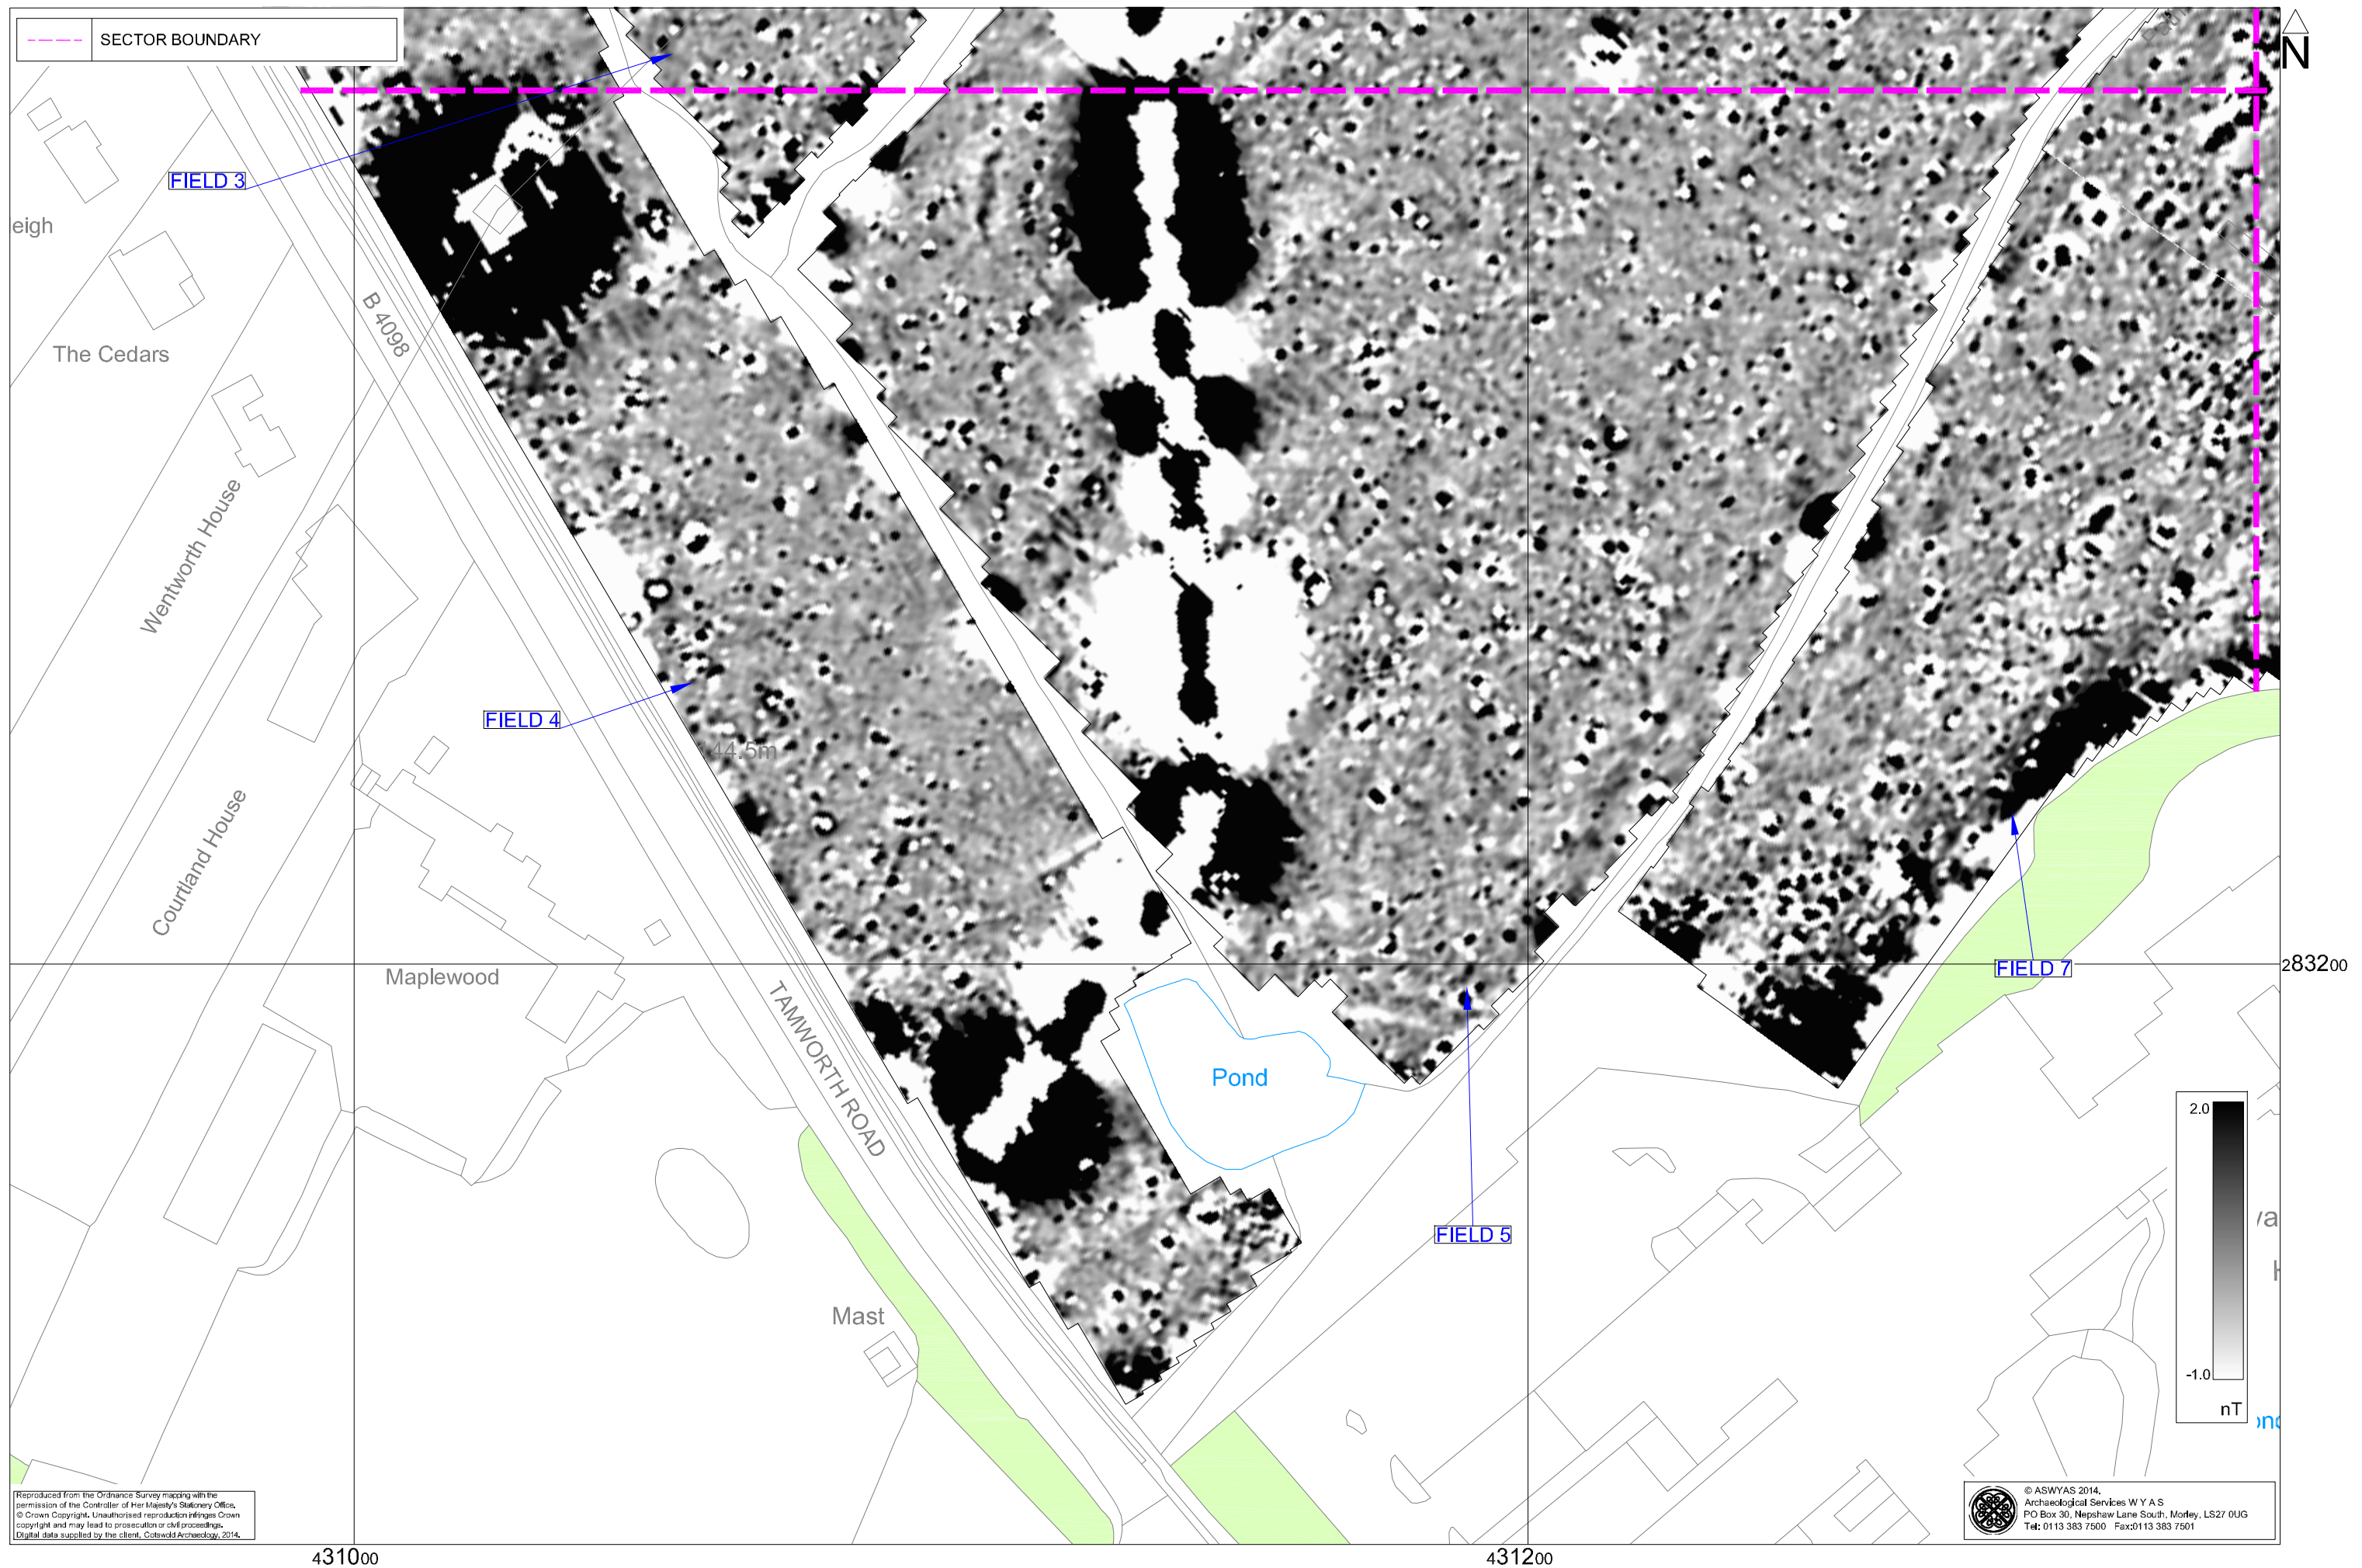 SECTOR BOUNDARY
N
FIELD 3
eigh
The Cedars
B 4098
Wentworth House
FIELD 4
44.5m
Courtland House
Maplewood
TAMWORTH ROAD
Pond
FIELD 7
283200
FIELD 5
Mast
2.0
-1.0
nT
Reproduced from the Ordnance Survey mapping with the
permission of the Controller of Her Majesty's Stationery Office,
© Crown Copyright. Unauthorised reproduction infringes Crown
copyright and may lead to prosecution or civil proceedings.
Digital data supplied by the client, Cotswold Archaeology, 2014.
© ASWYAS 2014.
Archaeological Services W Y A S
PO Box 30, Nepshaw Lane South, Morley, LS27 0UG
Tel: 0113 383 7500 Fax:0113 383 7501
431000
431200